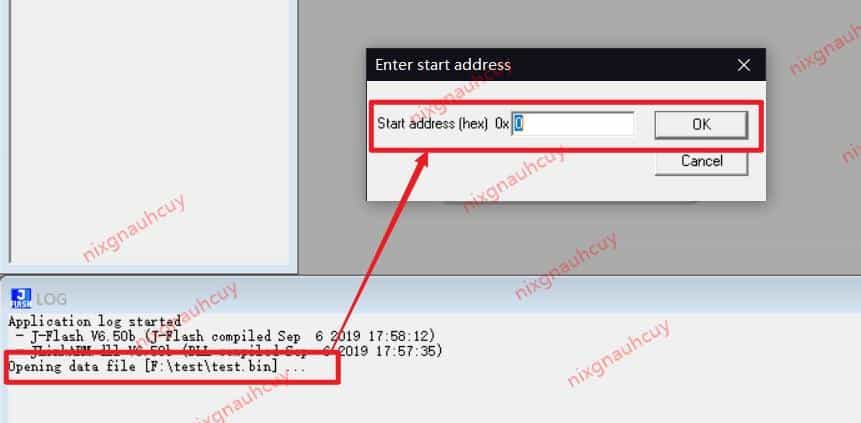 Enter start address
Start address (hex) 0x 0
OK
Cancel
nixgnauhcuy
nixgnauhcuy
nixgnauhcuy
nixgnauhcuy
nixgnauhcuy
nixgnauhcuy
nixgnauhcuy
J FLASH LOG
Application log started
- J-Flash V6.50b (J-Flash compiled Sep 6 2019 17:58:12)
- JLinkARM.dll V6.50b (DLL compiled Sep 6 2019 17:57:35)
Opening data file [F:\test\test.bin] ...